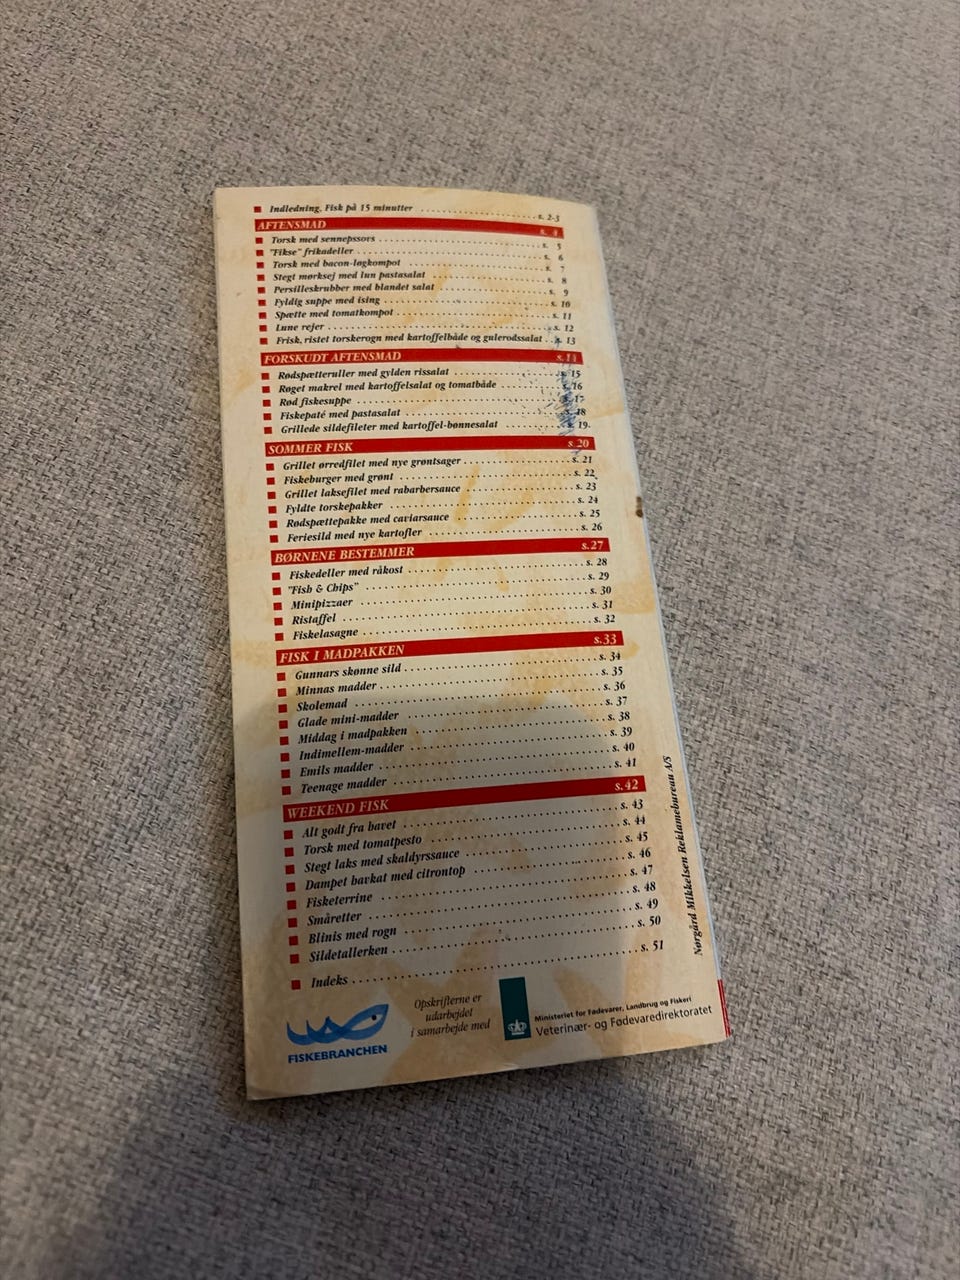 Indledning. Fisk på 15 minutter ........................ s. 2-3
AFTENSMAD s. 4
Torsk med sennepssovs ........................ s. 5
"Fikse" frikadeller ........................ s. 6
Torsk med bacon-løgkompot ........................ s. 7
Stegt mørksej med lun pastasalat ........................ s. 8
Persilleskrubber med blandet salat ........................ s. 9
Fyldig suppe med ising ........................ s. 10
Spætte med tomatkompot ........................ s. 11
Lune rejer ........................ s. 12
Frisk, ristet torskerogn med kartoffelbåde og gulerodssalat .. s. 13
FORSKUDT AFTENSMAD s.14
Rødspætteruller med gylden rissalat ........................ s. 15
Røget makrel med kartoffelsalat og tomatbåde ............ s. 16
Rød fiskesuppe ........................ s. 17
Fiskepaté med pastasalat ........................ s. 18
Grillede sildefileter med kartoffel-bønnesalat ............ s. 19
SOMMER FISK s.20
Grillet ørredfilet med nye grøntsager ........................ s. 21
Fiskeburger med grønt ........................ s. 22
Grillet laksefilet med rabarbersauce ........................ s. 23
Fyldte torskepakker ........................ s. 24
Rødspættepakke med caviarsauce ........................ s. 25
Feriesild med nye kartofler ........................ s. 26
BØRNENE BESTEMMER s.27
Fiskedeller med råkost ........................ s. 28
"Fish & Chips" ........................ s. 29
Minipizzaer ........................ s. 30
Ristaffel ........................ s. 31
Fiskelasagne ........................ s. 32
FISK I MADPAKKEN s.33
Gunnars skønne sild ........................ s. 34
Minnas madder ........................ s. 35
Skolemad ........................ s. 36
Glade mini-madder ........................ s. 37
Middag i madpakken ........................ s. 38
Indimellem-madder ........................ s. 39
Emils madder ........................ s. 40
Teenage madder ........................ s. 41
WEEKEND FISK s.42
Alt godt fra havet ........................ s. 43
Torsk med tomatpesto ........................ s. 44
Stegt laks med skaldyrssauce ........................ s. 45
Dampet havkat med citrontop ........................ s. 46
Fisketerrine ........................ s. 47
Småretter ........................ s. 48
Blinis med rogn ........................ s. 49
Sildetallerken ........................ s. 50
Indeks ........................ s. 51
Nørgård Mikkelsen Reklamebureau A/S
FISKEBRANCHEN
Opskrifterne er
udarbejdet
i samarbejde med
Ministeriet for Fødevarer, Landbrug og Fiskeri
Veterinær- og Fødevaredirektoratet